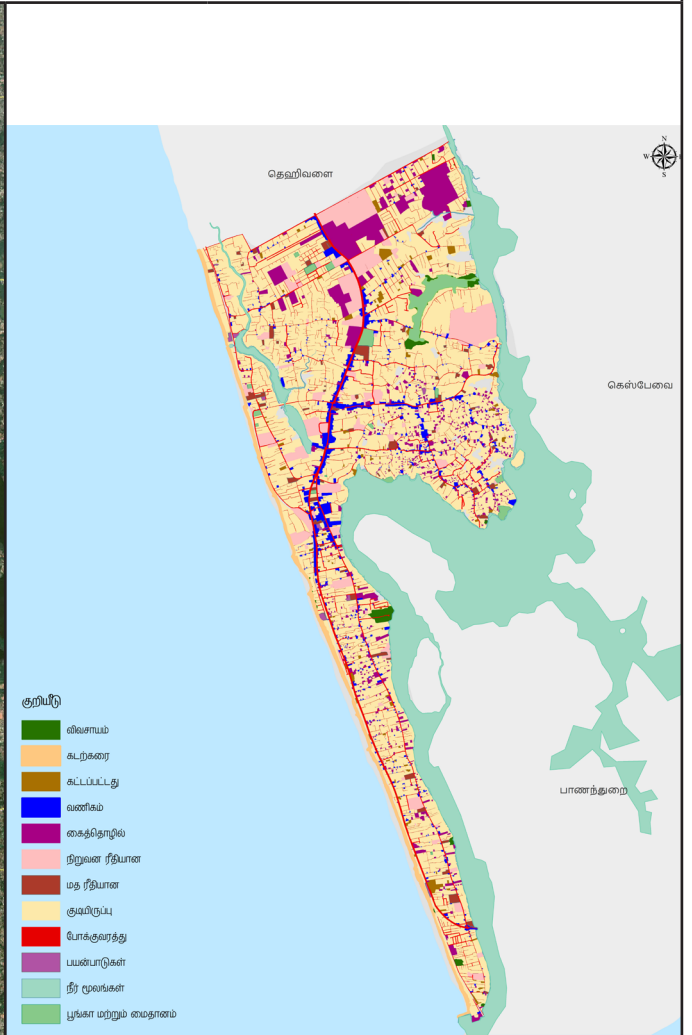 தெஹிவளை
N
W
S
கெஸ்பேவை
பாணந்துறை
குறியீடு
விவசாயம்
கடற்கரை
கட்டப்பட்டது
வணிகம்
கைத்தொழில்
நிறுவன ரீதியான
மத ரீதியான
குடியிருப்பு
போக்குவரத்து
பயன்பாடுகள்
நீர் மூலங்கள்
பூங்கா மற்றும் மைதானம்